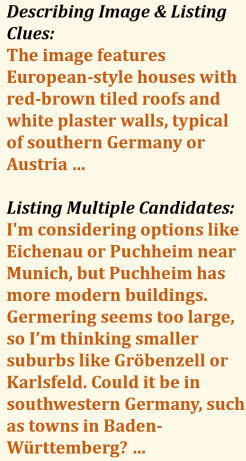 Describing Image & Listing
Clues:
The image features
European-style houses with
red-brown tiled roofs and
white plaster walls, typical
of southern Germany or
Austria ...
Listing Multiple Candidates:
I'm considering options like
Eichenau or Puchheim near
Munich, but Puchheim has
more modern buildings.
Germering seems too large,
so I’m thinking smaller
suburbs like Gröbenzell or
Karlsfeld. Could it be in
southwestern Germany, such
as towns in Baden-
Württemberg? ...